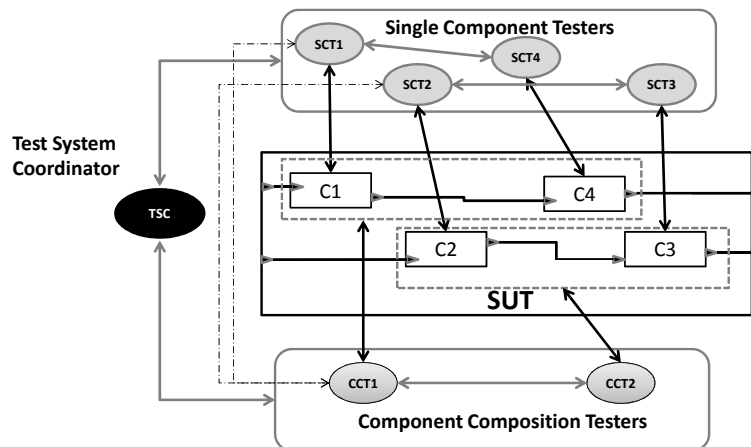 Single Component Testers
SCT1
SCT4
SCT2
SCT3
Test System
Coordinator
TSC
C1
C4
C2
C3
SUT
CCT1
CCT2
Component Composition Testers